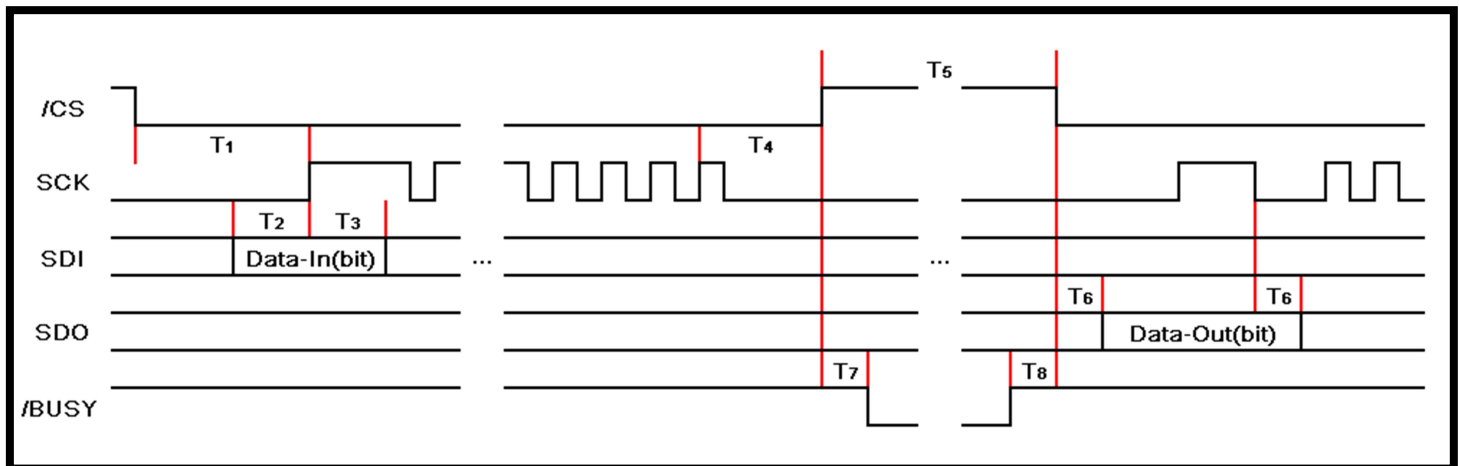 T5
/CS
T1
T4
SCK
T2
T3
SDI
Data-In(bit)
...
...
T6
T6
SDO
Data-Out(bit)
T7
T8
/BUSY